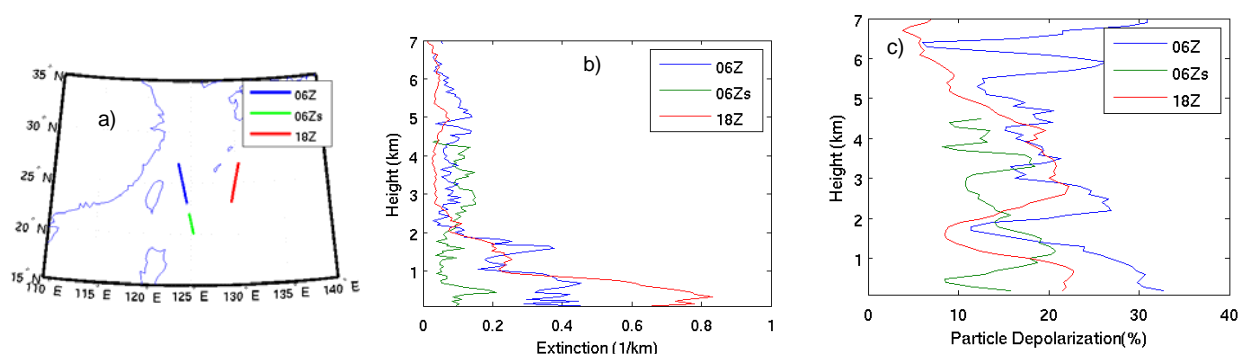 a)
35° N
30° N
25° N
20° N
15° N
110° E
115° E
120° E
125° E
130° E
135° E
140° E
06Z
06Zs
18Z
b)
7
6
5
4
3
2
1
0
0.2
0.4
0.6
0.8
1
Height (km)
Extinction (1/km)
06Z
06Zs
18Z
c)
7
6
5
4
3
2
1
0
10
20
30
40
Height (km)
Particle Depolarization(%)
06Z
06Zs
18Z